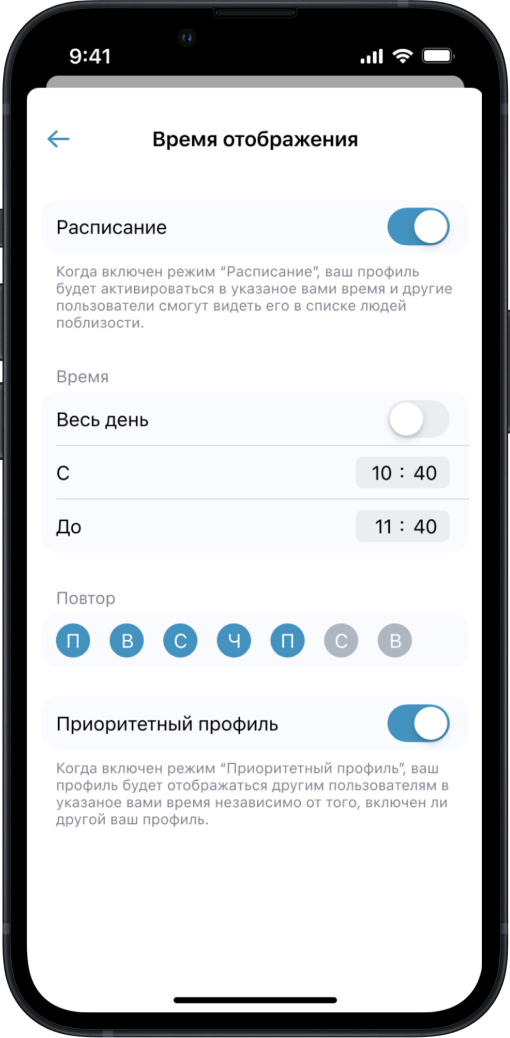 9:41
Время отображения
Расписание
Когда включен режим “Расписание”, ваш профиль
будет активироваться в указаное вами время и другие
пользователи смогут видеть его в списке людей
поблизости.
Время
Весь день
С 10 : 40
До 11 : 40
Повтор
П В С Ч П С В
Приоритетный профиль
Когда включен режим “Приоритетный профиль”, ваш
профиль будет отображаться другим пользователям в
указаное вами время независимо от того, включен ли
другой ваш профиль.